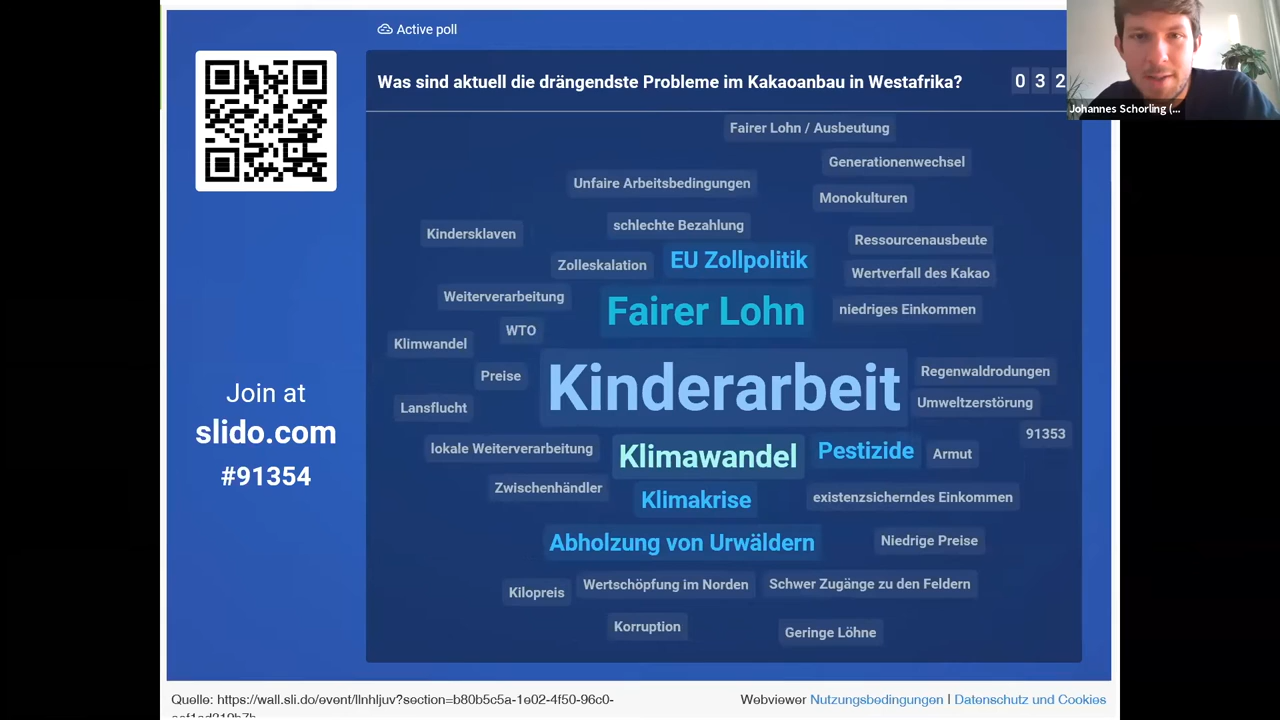 Active poll
Was sind aktuell die drängendste Probleme im Kakaoanbau in Westafrika?
0 3 2
Johannes Schorling (...
Fairer Lohn / Ausbeutung
Generationenwechsel
Unfaire Arbeitsbedingungen
Monokulturen
schlechte Bezahlung
Kindersklaven
Ressourcenausbeute
EU Zollpolitik
Zolleskalation
Wertverfall des Kakao
Weiterverarbeitung
Fairer Lohn
niedriges Einkommen
WTO
Klimwandel
Preise
Kinderarbeit
Regenwaldrodungen
Lansflucht
Umweltzerstörung
91353
lokale Weiterverarbeitung
Klimawandel
Pestizide
Armut
Zwischenhändler
Klimakrise
existenzsicherndes Einkommen
Abholzung von Urwäldern
Niedrige Preise
Kilopreis
Wertschöpfung im Norden
Schwer Zugänge zu den Feldern
Korruption
Geringe Löhne
Join at
slido.com
#91354
Quelle: https://wall.sli.do/event/llnhljuv?section=b80b5c5a-1e02-4f50-96c0-
Webviewer Nutzungsbedingungen | Datenschutz und Cookies